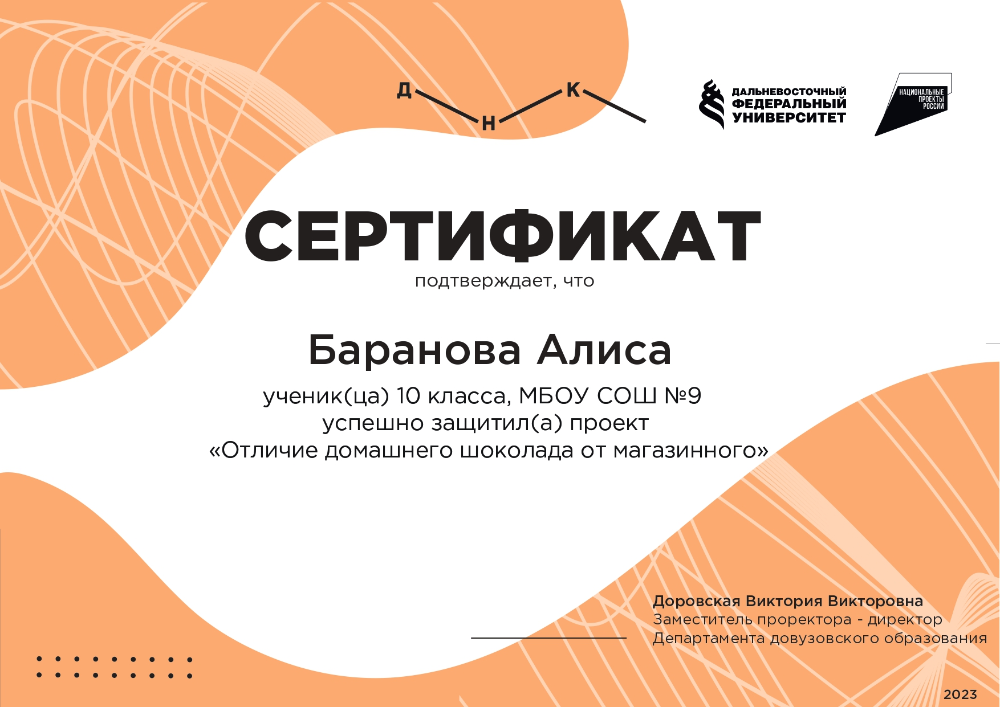 Д Н К
ДАЛЬНЕВОСТОЧНЫЙ
ФЕДЕРАЛЬНЫЙ
УНИВЕРСИТЕТ
НАЦИОНАЛЬНЫЕ
ПРОЕКТЫ
РОССИИ
СЕРТИФИКАТ
подтверждает, что
Баранова Алиса
ученик(ца) 10 класса, МБОУ СОШ №9
успешно защитил(а) проект
«Отличие домашнего шоколада от магазинного»
Доровская Виктория Викторовна
Заместитель проректора - директор
Департамента довузовского образования
2023